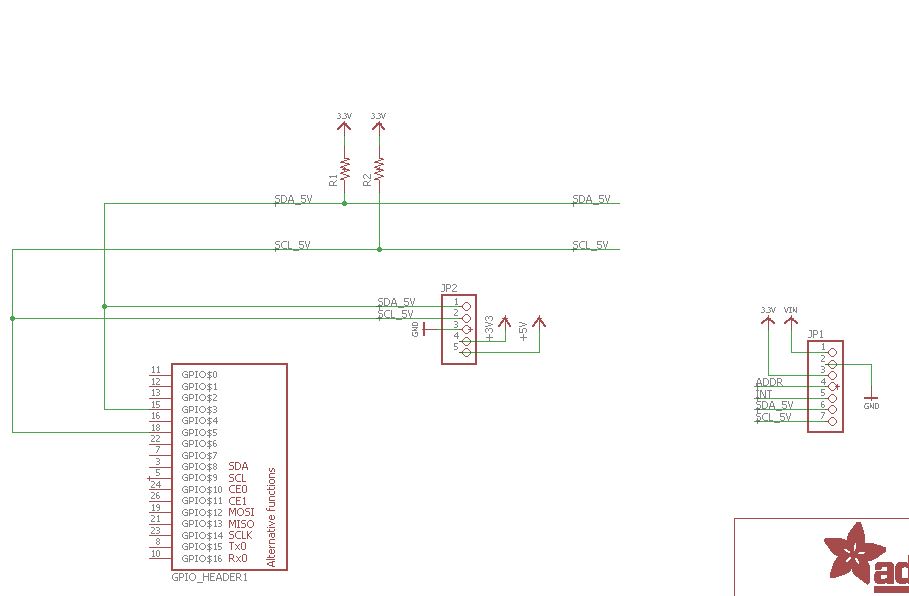 3.3V 3.3V
R1 R2
SDA_5V SDA_5V
SCL_5V SCL_5V
JP2
SDA_5V 1
SCL_5V 2
GND 3
4 +3V3
5 +5V
3.3V VIN
JP1
1
2
3
ADDR 4
INT 5
SDA_5V 6
SCL_5V 7
GND
11 GPIO$0
12 GPIO$1
13 GPIO$2
15 GPIO$3
16 GPIO$4
18 GPIO$5
22 GPIO$6
7 GPIO$7
3 GPIO$8 SDA
5 GPIO$9 SCL
24 GPIO$10 CE0
26 GPIO$11 CE1
19 GPIO$12 MOSI
21 GPIO$13 MISO
23 GPIO$14 SCLK
8 GPIO$15 Tx0
10 GPIO$16 Rx0
Alternative functions
GPIO_HEADER1
ad